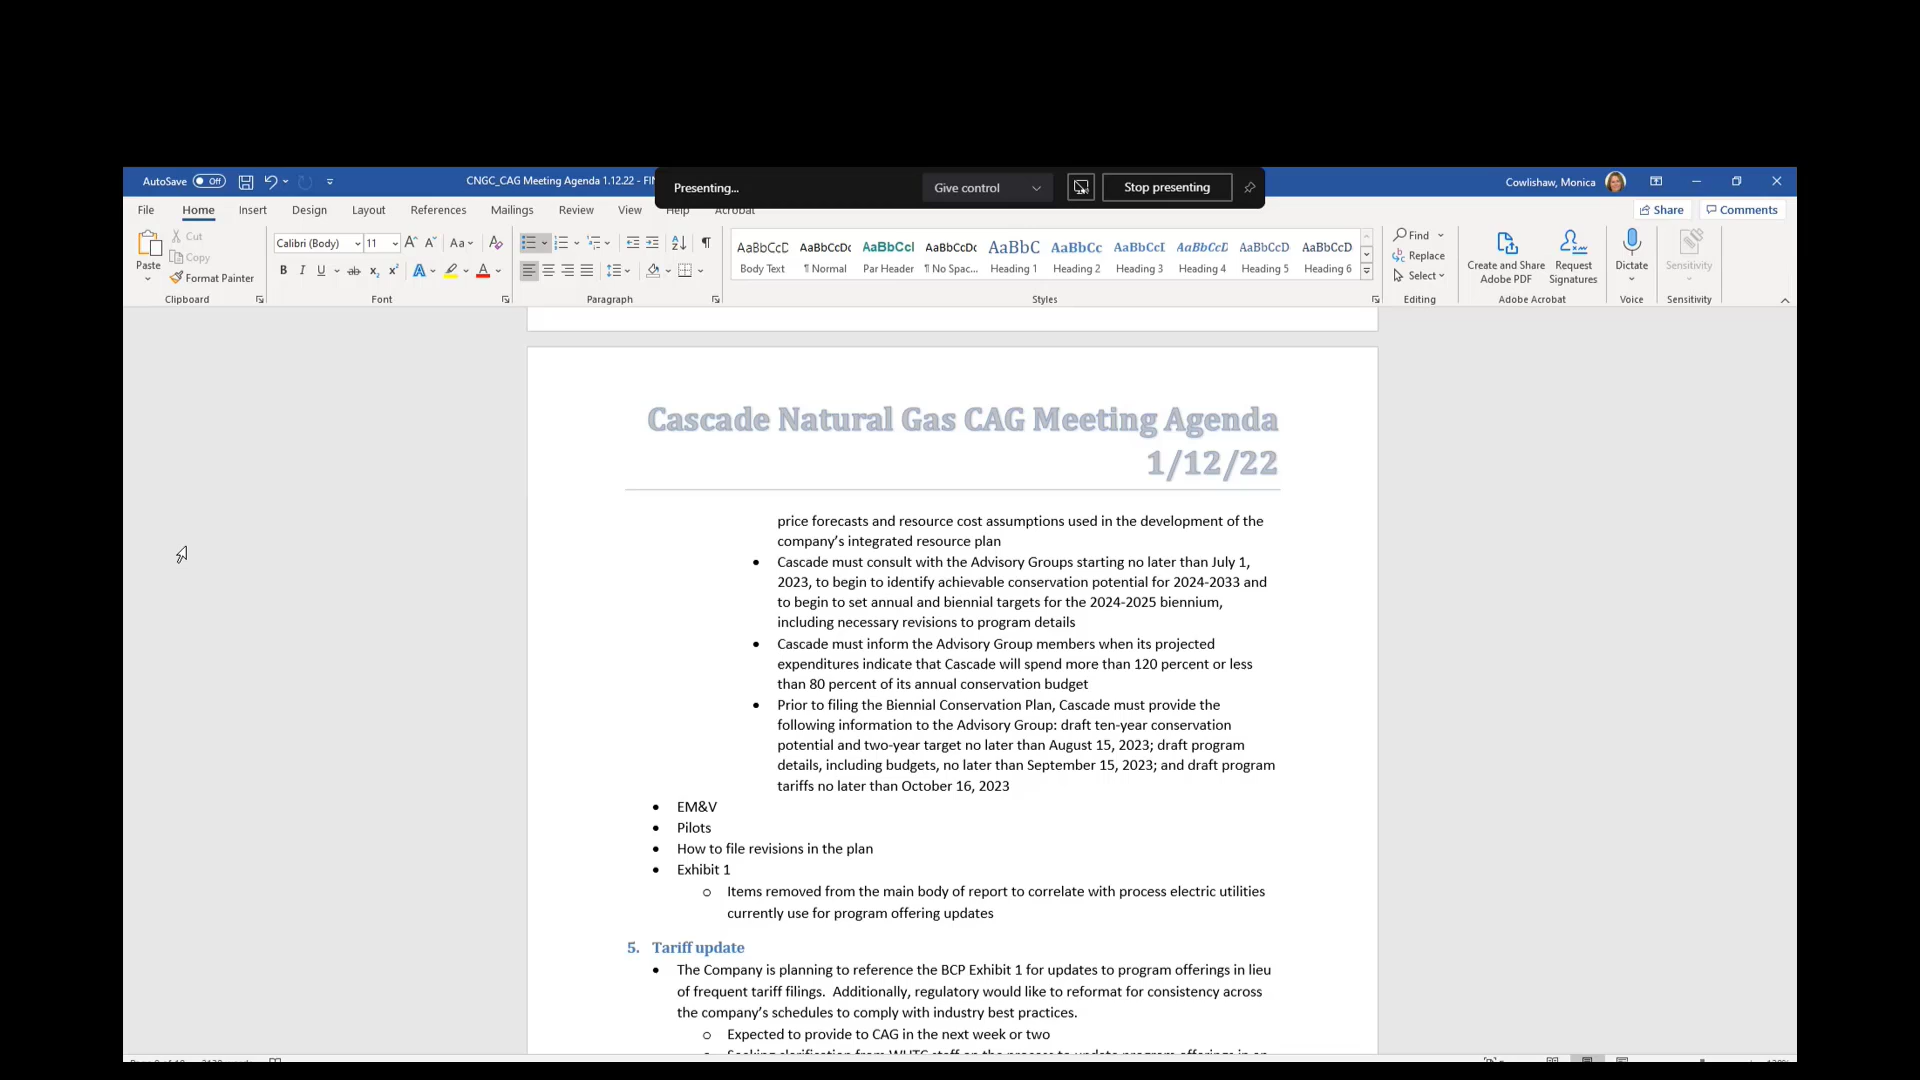 AutoSave Off
CNGC_CAG Meeting Agenda 1.12.22 - FIN
Presenting...
Give control
Stop presenting
Cowlishaw, Monica
File Home Insert Design Layout References Mailings Review View Help Acrobat
Share Comments
Paste
Cut
Copy
Format Painter
Clipboard
Calibri (Body) 11
Font
Paragraph
AaBbCcD AaBbCcDc AaBbCcI AaBbCcDc AaBbC AaBbCc AaBbCcI AaBbCcD AaBbCcD AaBbCcD
Body Text ¶ Normal Par Header ¶ No Spac... Heading 1 Heading 2 Heading 3 Heading 4 Heading 5 Heading 6
Styles
Find
Replace
Select
Editing
Create and Share Adobe PDF
Request Signatures
Adobe Acrobat
Dictate
Voice
Sensitivity
Sensitivity
Cascade Natural Gas CAG Meeting Agenda
1/12/22
price forecasts and resource cost assumptions used in the development of the
company's integrated resource plan
• Cascade must consult with the Advisory Groups starting no later than July 1,
2023, to begin to identify achievable conservation potential for 2024-2033 and
to begin to set annual and biennial targets for the 2024-2025 biennium,
including necessary revisions to program details
• Cascade must inform the Advisory Group members when its projected
expenditures indicate that Cascade will spend more than 120 percent or less
than 80 percent of its annual conservation budget
• Prior to filing the Biennial Conservation Plan, Cascade must provide the
following information to the Advisory Group: draft ten-year conservation
potential and two-year target no later than August 15, 2023; draft program
details, including budgets, no later than September 15, 2023; and draft program
tariffs no later than October 16, 2023
• EM&V
• Pilots
• How to file revisions in the plan
• Exhibit 1
o Items removed from the main body of report to correlate with process electric utilities
currently use for program offering updates
5. Tariff update
• The Company is planning to reference the BCP Exhibit 1 for updates to program offerings in lieu
of frequent tariff filings. Additionally, regulatory would like to reformat for consistency across
the company's schedules to comply with industry best practices.
o Expected to provide to CAG in the next week or two